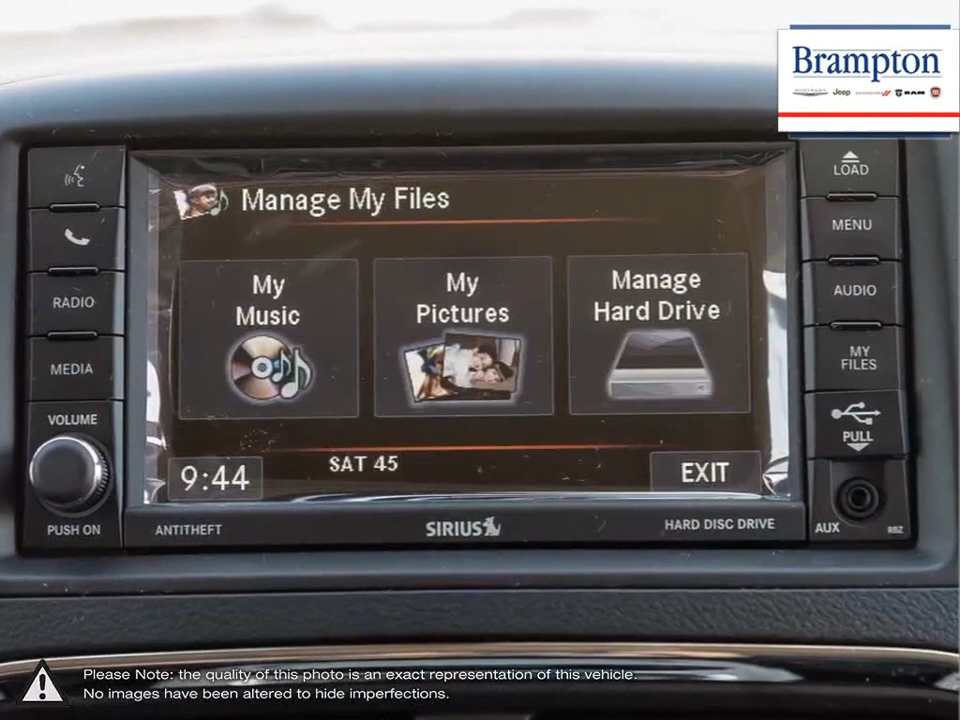 Brampton
Jeep
RAM
LOAD
Manage My Files
MENU
RADIO
My
Music
My
Pictures
Manage
Hard Drive
AUDIO
MEDIA
MY
FILES
VOLUME
PULL
9:44
SAT 45
EXIT
PUSH ON
ANTITHEFT
SIRIUS
HARD DISC DRIVE
AUX
RBZ
Please Note: the quality of this photo is an exact representation of this vehicle.
No images have been altered to hide imperfections.